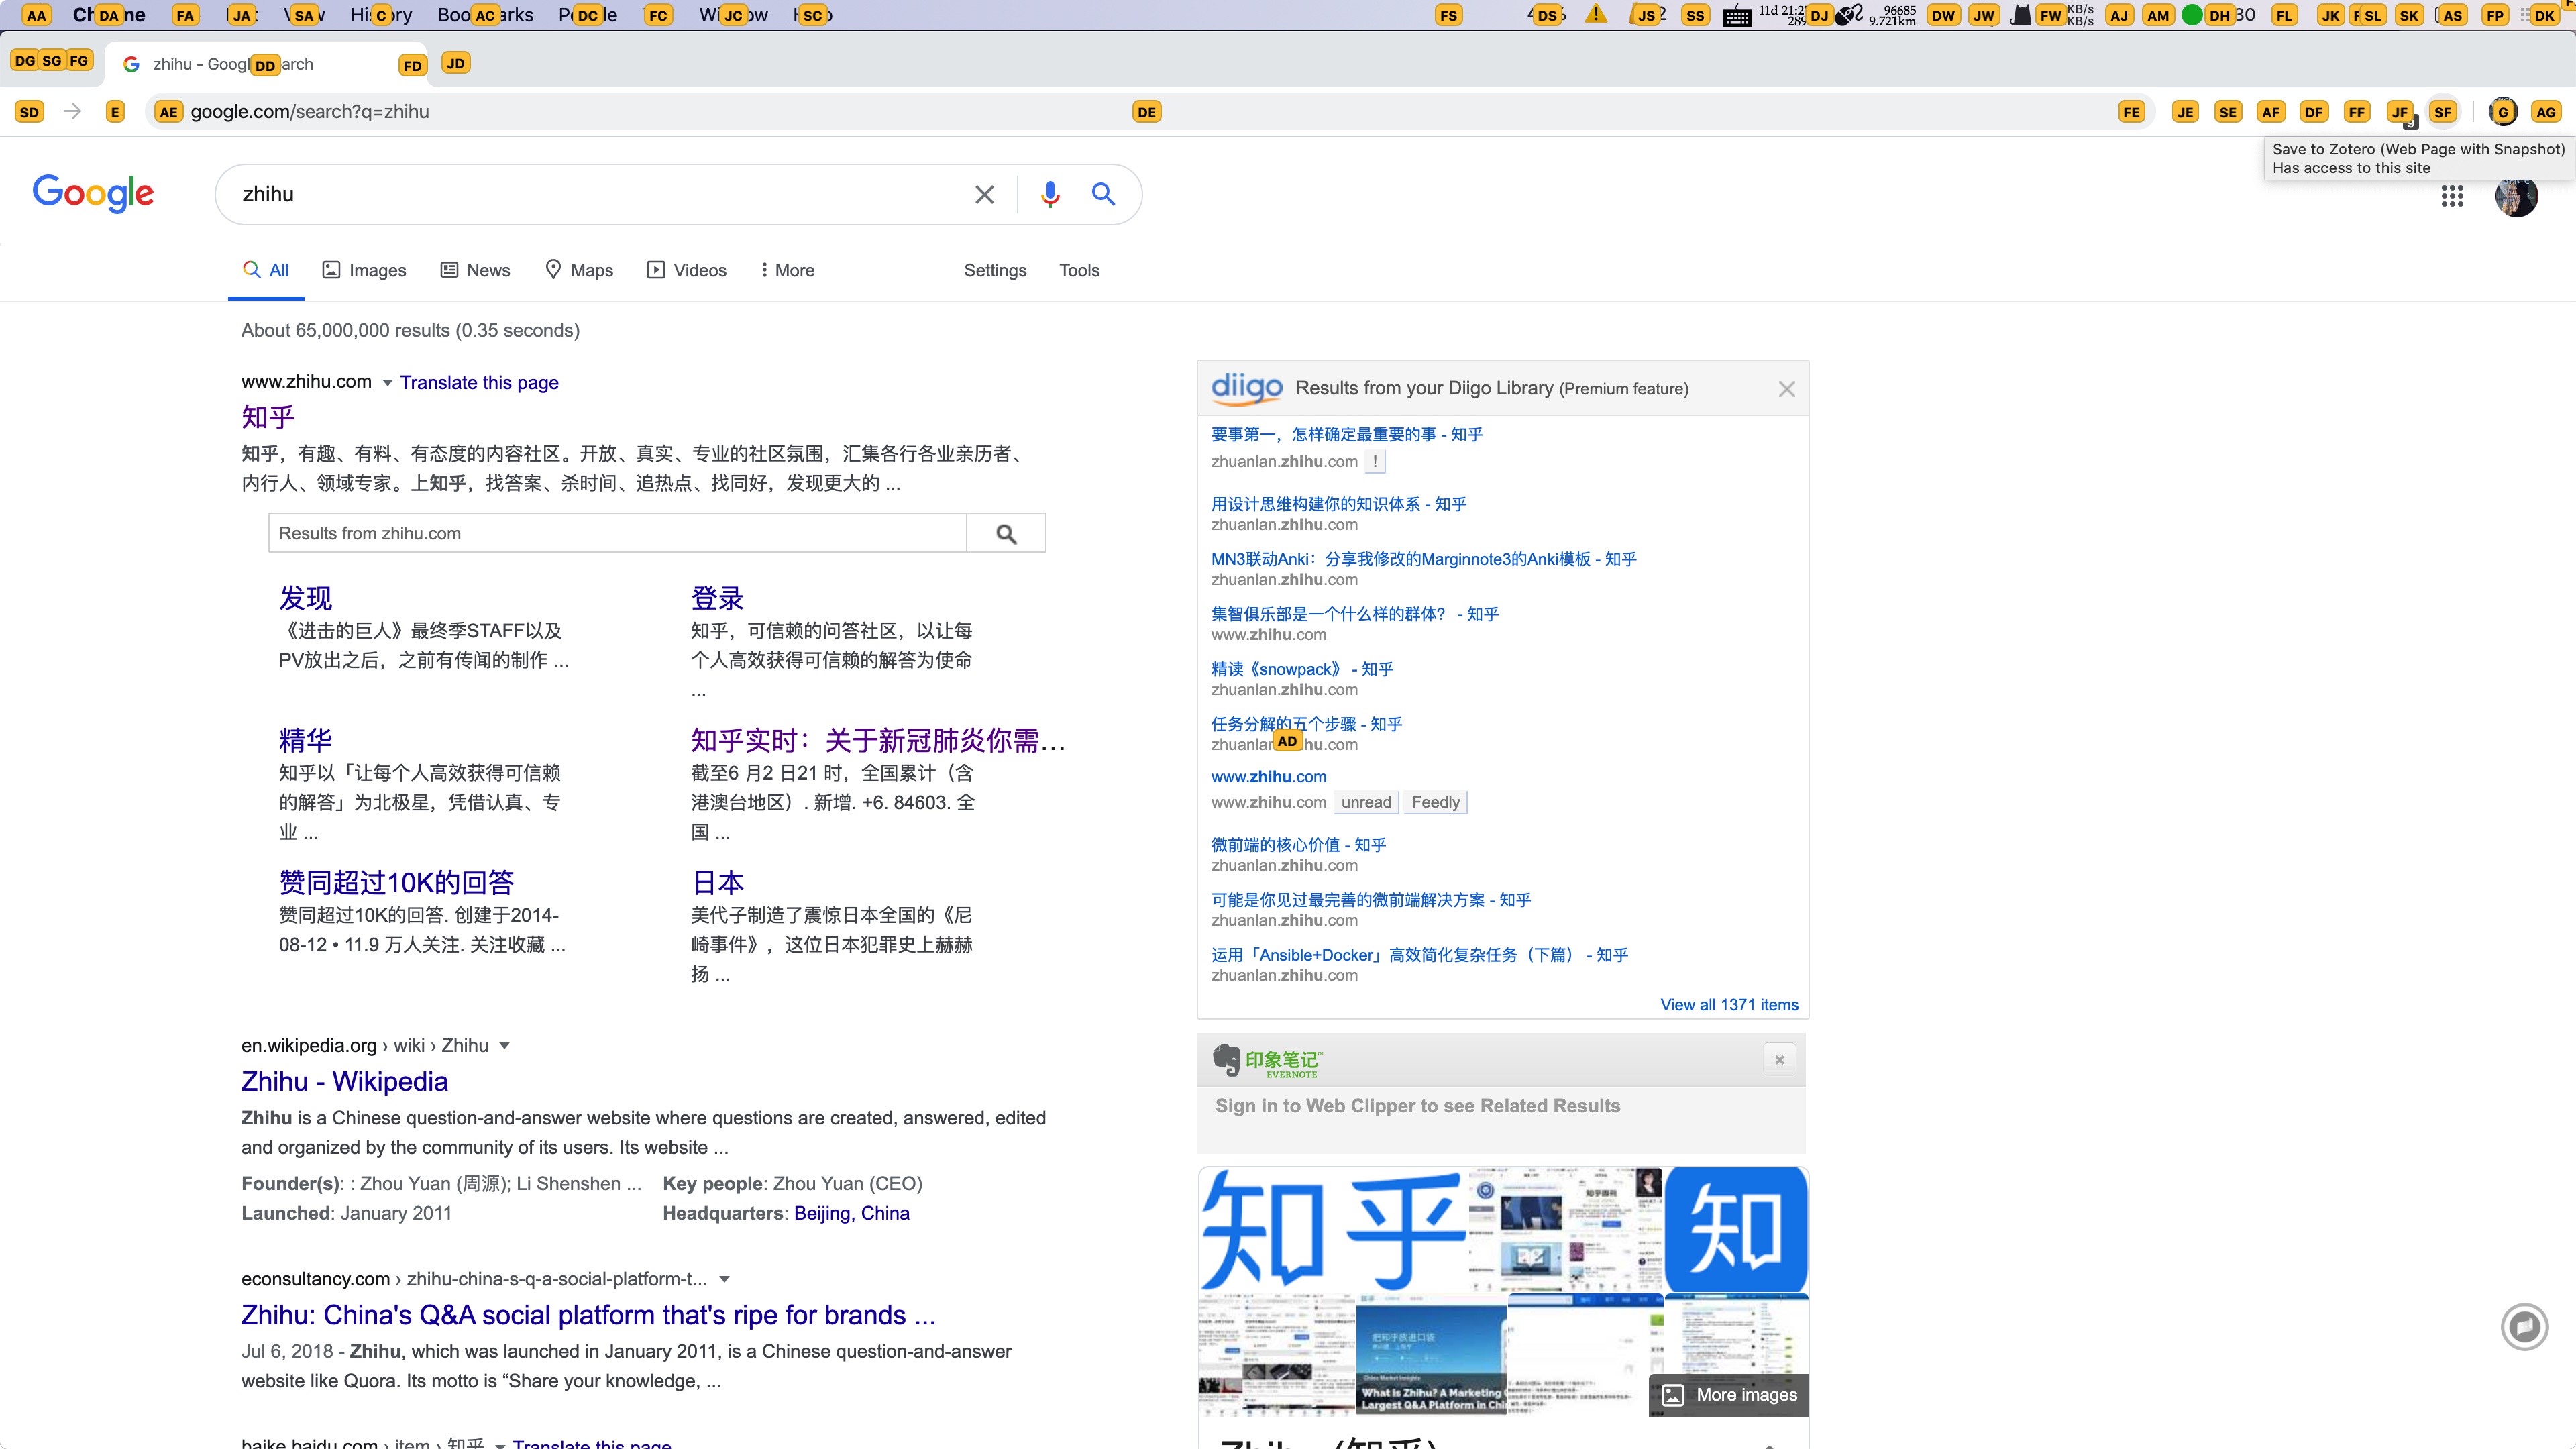 AA DA FA JA SA C AC DC FC JC SC FS DS JS2 SS 11d 21:2 289 DJ 96685 9.721km DW JW FW KB/s KB/s AJ AM DH 30 FL JK SL SK AS FP DK
DG SG FG zhihu - Googl DD arch FD JD
SD E AE google.com/search?q=zhihu DE FE JE SE AF DF FF JF 9 SF G AG
Save to Zotero (Web Page with Snapshot)
Has access to this site
Google zhihu
All Images News Maps Videos More Settings Tools
About 65,000,000 results (0.35 seconds)
www.zhihu.com Translate this page
知乎
知乎，有趣、有料、有态度的内容社区。开放、真实、专业的社区氛围，汇集各行各业亲历者、
内行人、领域专家。上知乎，找答案、杀时间、追热点、找同好，发现更大的 ...
Results from zhihu.com
发现
《进击的巨人》最终季STAFF以及
PV放出之后，之前有传闻的制作 ...
登录
知乎，可信赖的问答社区，以让每
个人高效获得可信赖的解答为使命
...
精华
知乎以「让每个人高效获得可信赖
的解答」为北极星，凭借认真、专
业 ...
知乎实时：关于新冠肺炎你需...
截至6 月2 日21 时，全国累计（含
港澳台地区）. 新增. +6. 84603. 全
国 ...
赞同超过10K的回答
赞同超过10K的回答. 创建于2014-
08-12 • 11.9 万人关注. 关注收藏 ...
日本
美代子制造了震惊日本全国的《尼
崎事件》，这位日本犯罪史上赫赫
扬 ...
en.wikipedia.org › wiki › Zhihu
Zhihu - Wikipedia
Zhihu is a Chinese question-and-answer website where questions are created, answered, edited
and organized by the community of its users. Its website ...
Founder(s): : Zhou Yuan (周源); Li Shenshen ... Key people: Zhou Yuan (CEO)
Launched: January 2011 Headquarters: Beijing, China
econsultancy.com › zhihu-china-s-q-a-social-platform-t...
Zhihu: China's Q&A social platform that's ripe for brands ...
Jul 6, 2018 - Zhihu, which was launched in January 2011, is a Chinese question-and-answer
website like Quora. Its motto is “Share your knowledge, ...
baike.baidu.com › item › 知乎 Translate this page
diigo Results from your Diigo Library (Premium feature)
要事第一，怎样确定最重要的事 - 知乎
zhuanlan.zhihu.com !
用设计思维构建你的知识体系 - 知乎
zhuanlan.zhihu.com
MN3联动Anki：分享我修改的Marginnote3的Anki模板 - 知乎
zhuanlan.zhihu.com
集智俱乐部是一个什么样的群体？ - 知乎
www.zhihu.com
精读《snowpack》 - 知乎
zhuanlan.zhihu.com
任务分解的五个步骤 - 知乎
zhuanlar AD hu.com
www.zhihu.com
www.zhihu.com unread Feedly
微前端的核心价值 - 知乎
zhuanlan.zhihu.com
可能是你见过最完善的微前端解决方案 - 知乎
zhuanlan.zhihu.com
运用「Ansible+Docker」高效简化复杂任务（下篇） - 知乎
zhuanlan.zhihu.com
View all 1371 items
印象笔记™
EVERNOTE
Sign in to Web Clipper to see Related Results
知乎 知
把知乎放进口袋
China Market Insights
What is Zhihu? A Marketing
Largest Q&A Platform in Chi
More images
Zhihu (知乎)